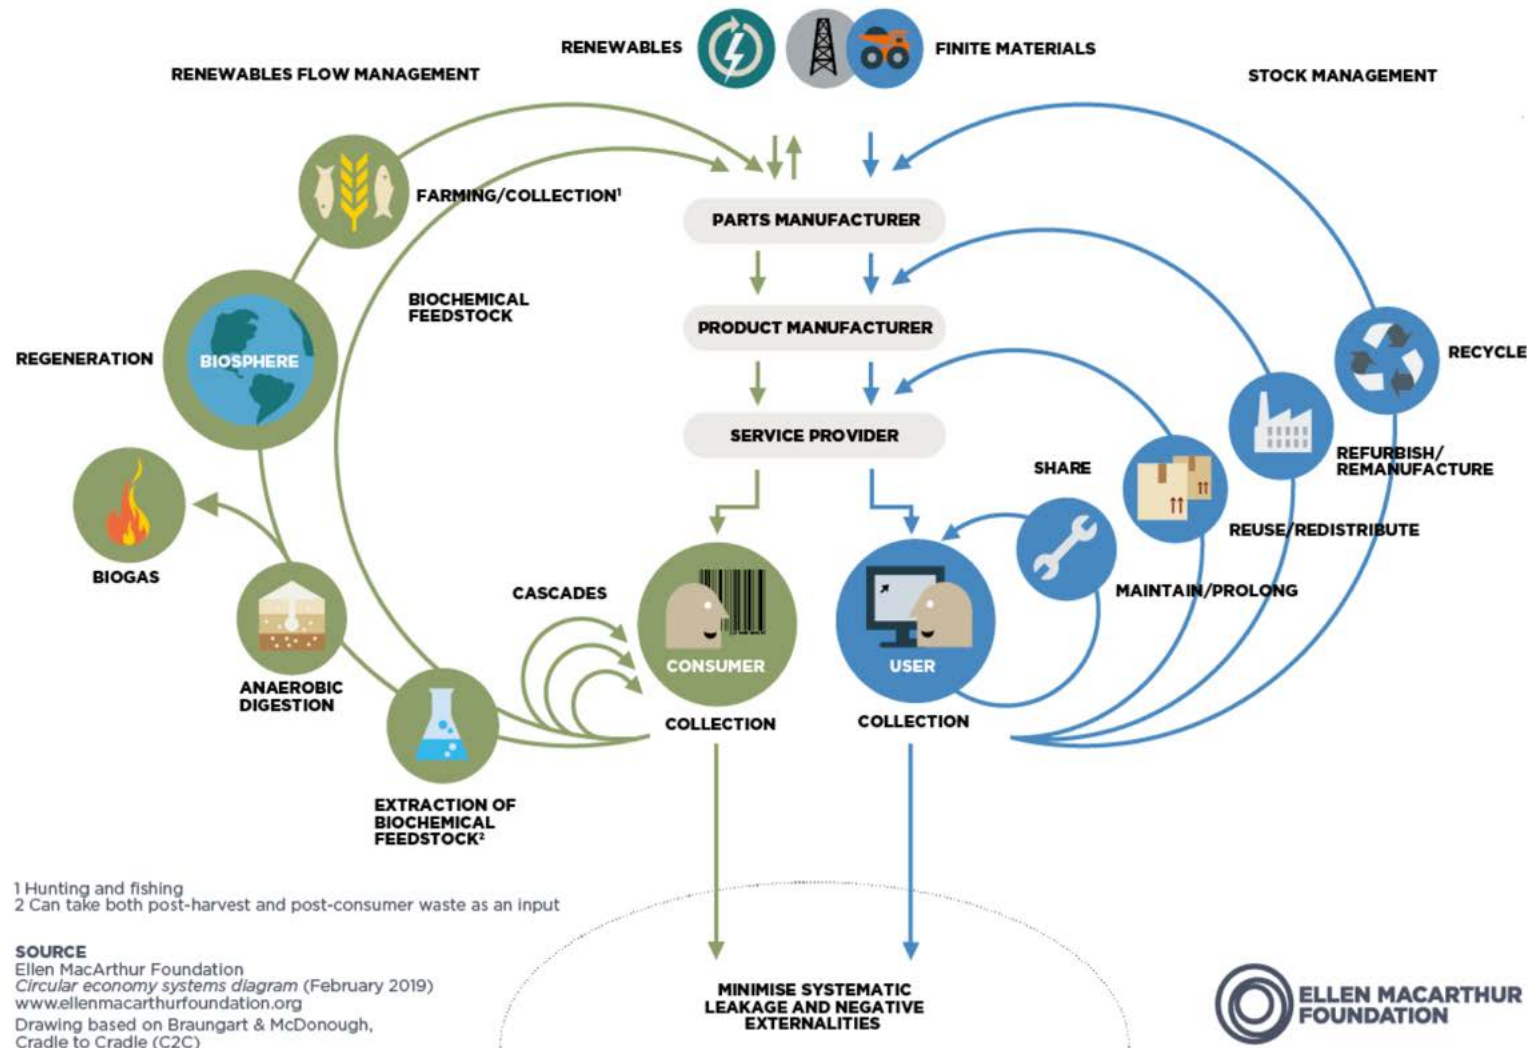 RENEWABLES
FINITE MATERIALS
RENEWABLES FLOW MANAGEMENT
STOCK MANAGEMENT
FARMING/COLLECTION¹
PARTS MANUFACTURER
BIOCHEMICAL
FEEDSTOCK
PRODUCT MANUFACTURER
REGENERATION
BIOSPHERE
RECYCLE
SERVICE PROVIDER
SHARE
REFURBISH/
REMANUFACTURE
REUSE/REDISTRIBUTE
BIOGAS
CASCADES
MAINTAIN/PROLONG
CONSUMER
USER
ANAEROBIC
DIGESTION
COLLECTION
COLLECTION
EXTRACTION OF
BIOCHEMICAL
FEEDSTOCK²
1 Hunting and fishing
2 Can take both post-harvest and post-consumer waste as an input
SOURCE
Ellen MacArthur Foundation
Circular economy systems diagram (February 2019)
www.ellenmacarthurfoundation.org
Drawing based on Braungart & McDonough,
Cradle to Cradle (C2C)
MINIMISE SYSTEMATIC
LEAKAGE AND NEGATIVE
EXTERNALITIES
ELLEN MACARTHUR
FOUNDATION